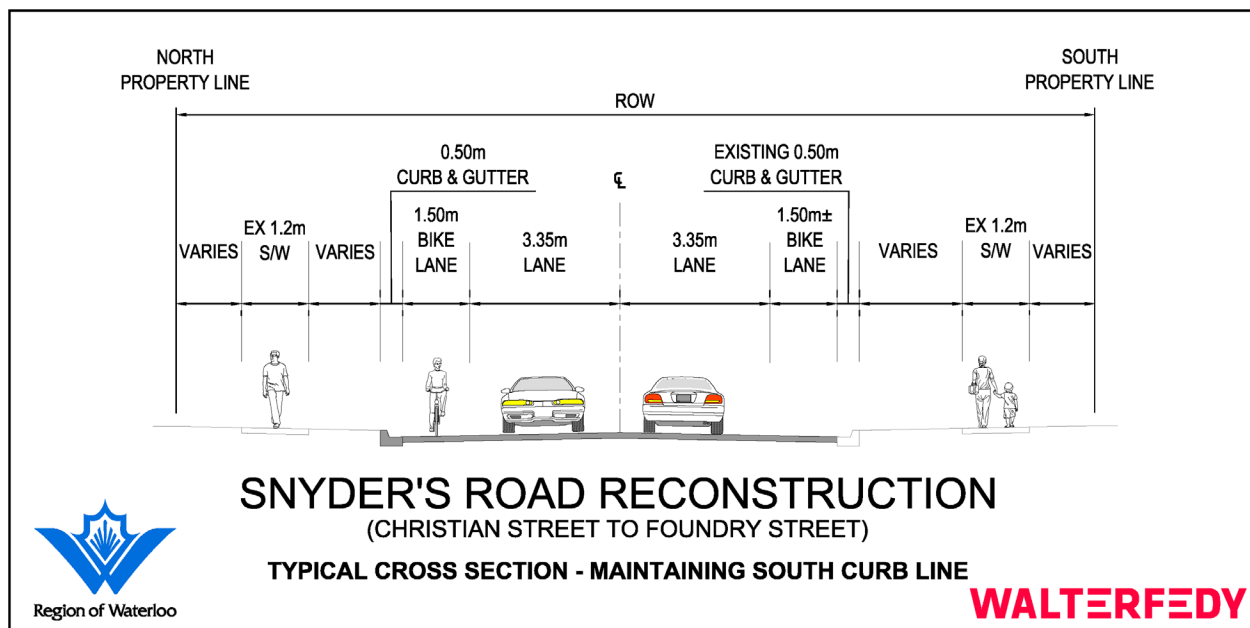 NORTH
PROPERTY LINE
SOUTH
PROPERTY LINE
ROW
0.50m
CURB & GUTTER
℄
EXISTING 0.50m
CURB & GUTTER
VARIES
EX 1.2m
S/W
VARIES
1.50m
BIKE
LANE
3.35m
LANE
3.35m
LANE
1.50m±
BIKE
LANE
VARIES
EX 1.2m
S/W
VARIES
SNYDER'S ROAD RECONSTRUCTION
(CHRISTIAN STREET TO FOUNDRY STREET)
TYPICAL CROSS SECTION - MAINTAINING SOUTH CURB LINE
Region of Waterloo
WALTERFEDY